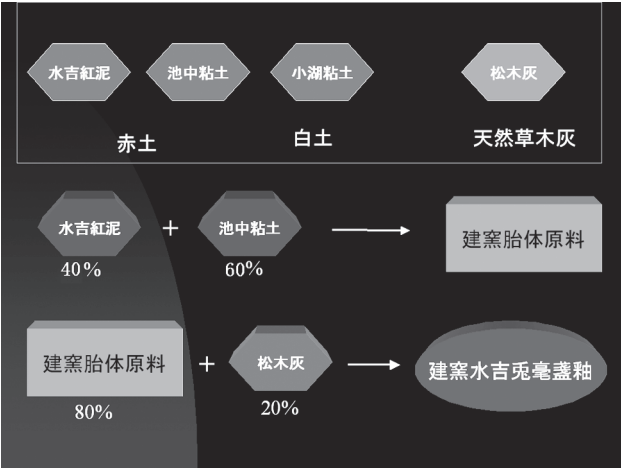 水吉紅泥
池中粘土
小湖粘土
松木灰
赤土
白土
天然草木灰
水吉紅泥
+
池中粘土
建窯胎体原料
40%
60%
建窯胎体原料
+
松木灰
建窯水吉兎毫盞釉
80%
20%